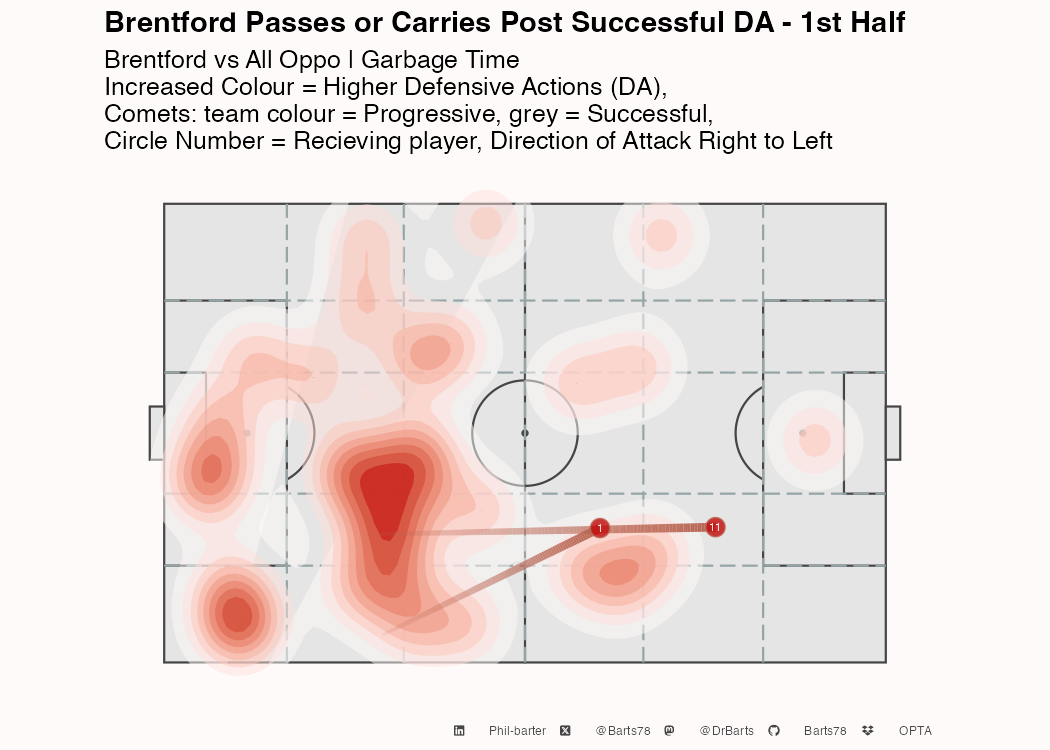 Brentford Passes or Carries Post Successful DA - 1st Half
Brentford vs All Oppo | Garbage Time
Increased Colour = Higher Defensive Actions (DA),
Comets: team colour = Progressive, grey = Successful,
Circle Number = Recieving player, Direction of Attack Right to Left
1
11
Phil-barter @Barts78 @DrBarts Barts78 OPTA